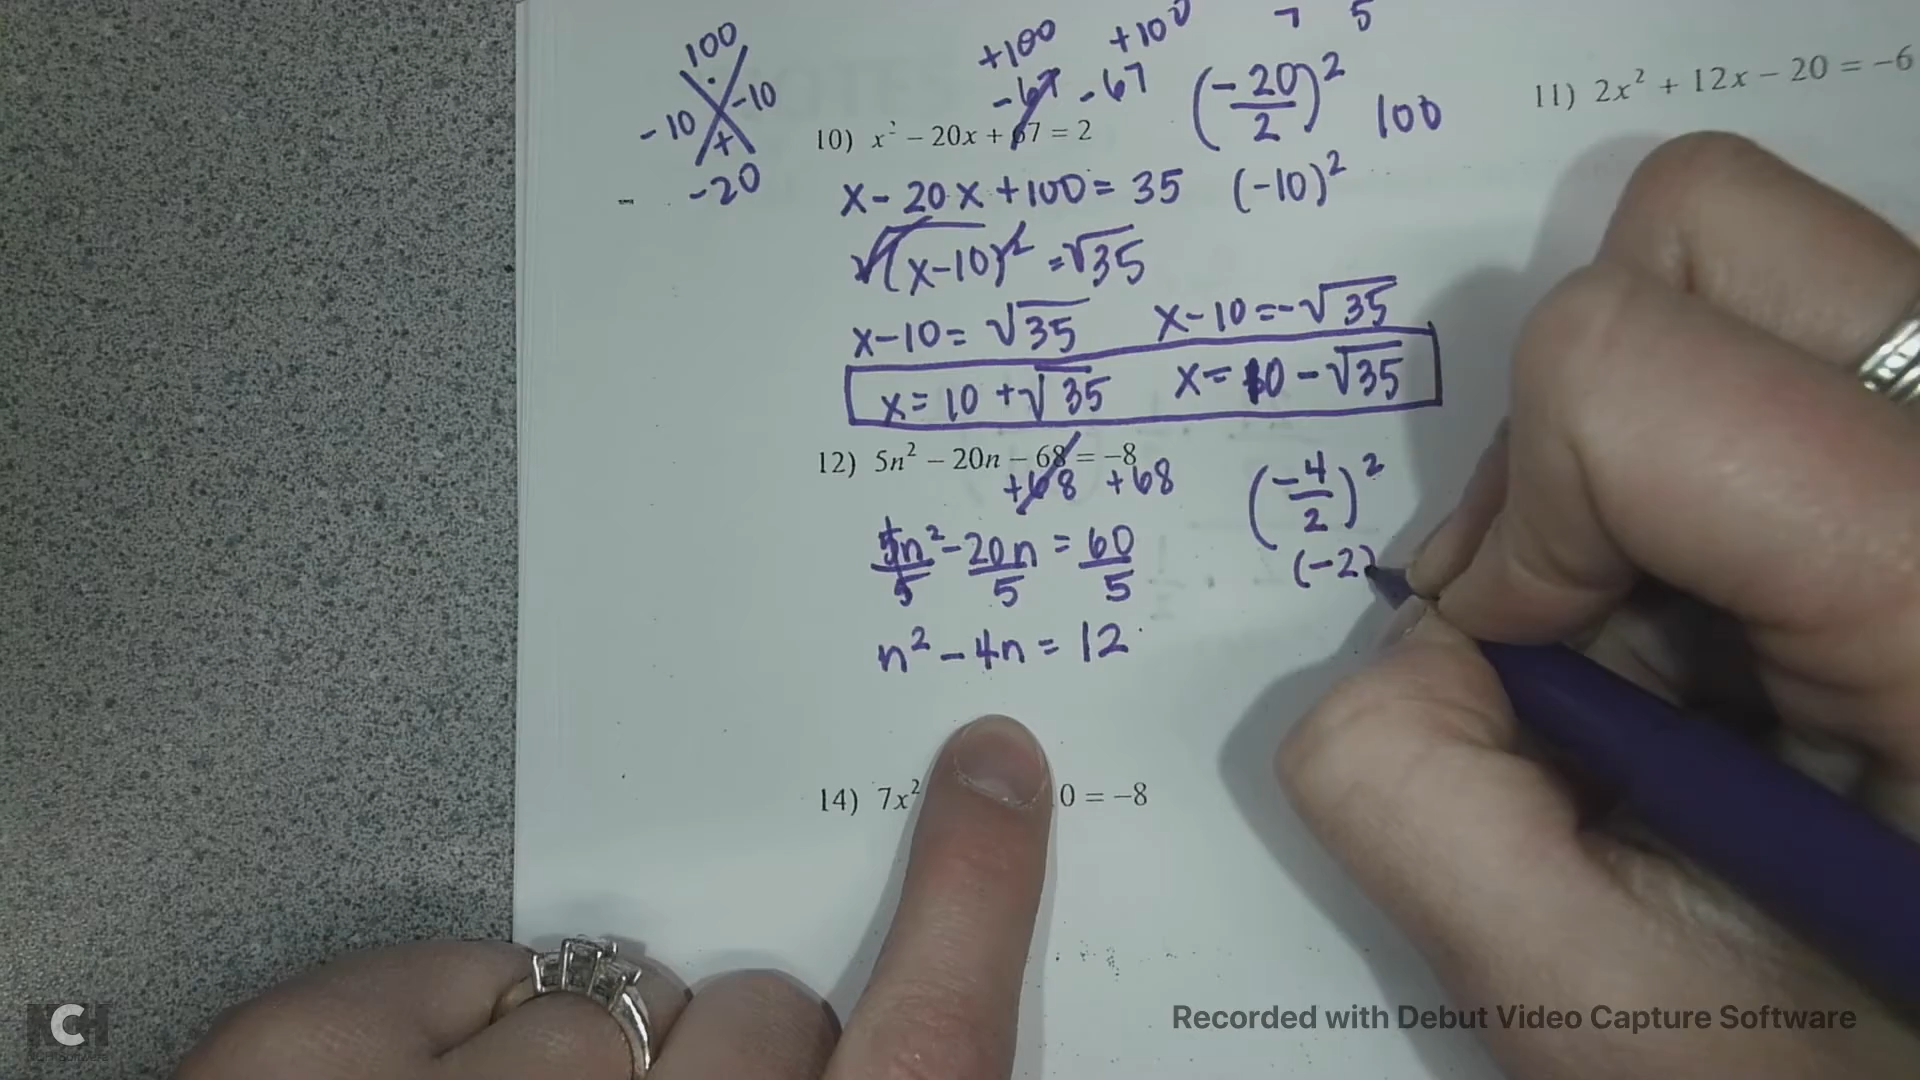 100
-10 -10
+
-20
+100 +100 7 5
-67 -67 (-20/2)² 100
10) x² - 20x + 67 = 2
x - 20x + 100 = 35 (-10)²
√(x-10)² = √35
x - 10 = √35 x - 10 = -√35
x = 10 + √35 x = 10 - √35
11) 2x² + 12x - 20 = -6
12) 5n² - 20n - 68 = -8 (-4/2)²
+68 +68
5n²/5 - 20n/5 = 60/5 (-2)
n² - 4n = 12
14) 7x² 0 = -8
Recorded with Debut Video Capture Software